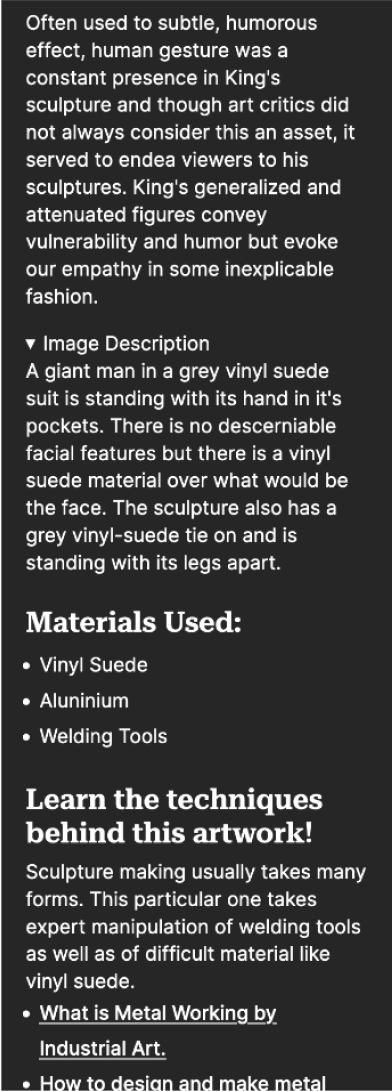 Often used to subtle, humorous
effect, human gesture was a
constant presence in King's
sculpture and though art critics did
not always consider this an asset, it
served to endea viewers to his
sculptures. King's generalized and
attenuated figures convey
vulnerability and humor but evoke
our empathy in some inexplicable
fashion.
▾ Image Description
A giant man in a grey vinyl suede
suit is standing with its hand in it's
pockets. There is no descerniable
facial features but there is a vinyl
suede material over what would be
the face. The sculpture also has a
grey vinyl-suede tie on and is
standing with its legs apart.
Materials Used:
• Vinyl Suede
• Aluninium
• Welding Tools
Learn the techniques
behind this artwork!
Sculpture making usually takes many
forms. This particular one takes
expert manipulation of welding tools
as well as of difficult material like
vinyl suede.
• What is Metal Working by
Industrial Art.
• How to design and make metal